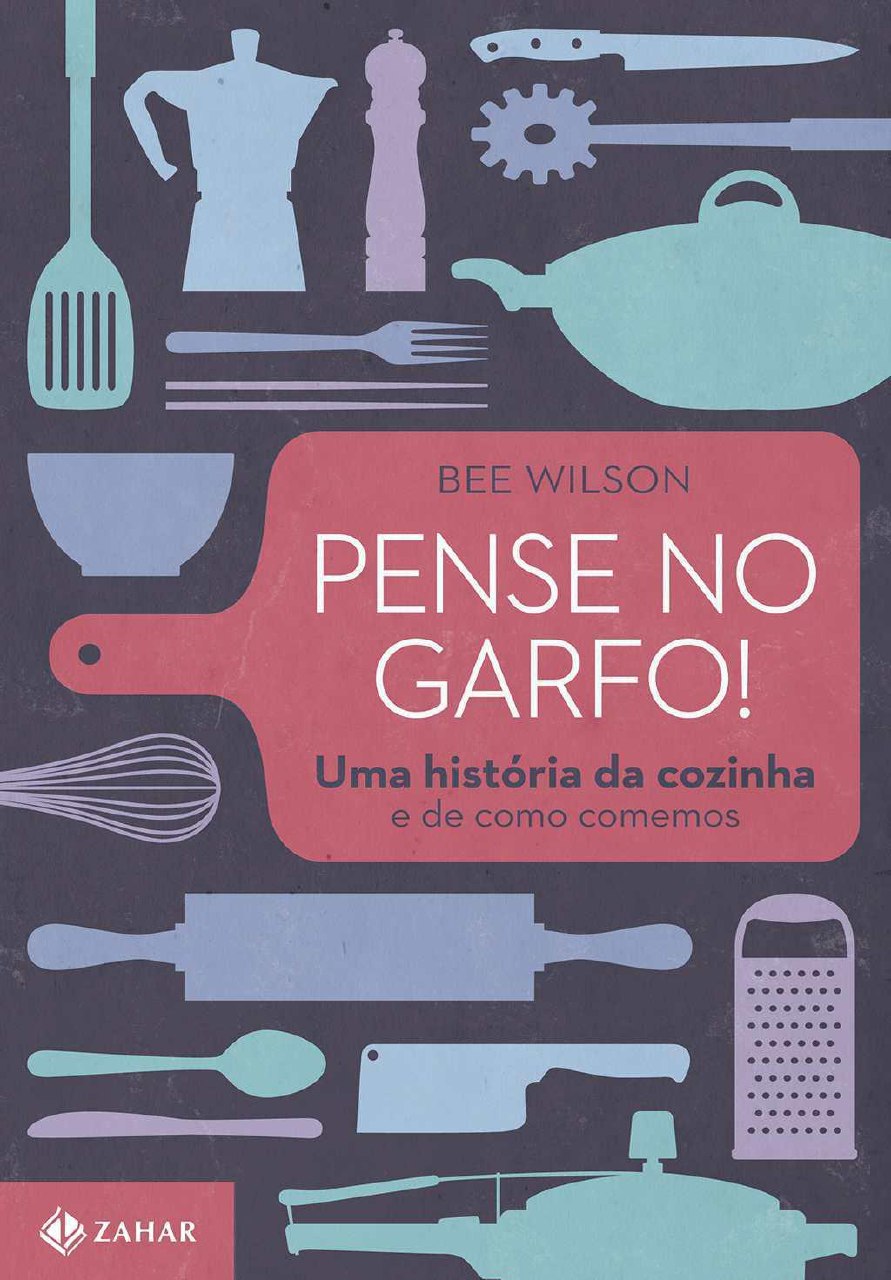 BEE WILSON
PENSE NO
GARFO!
Uma história da cozinha
e de como comemos
ZAHAR